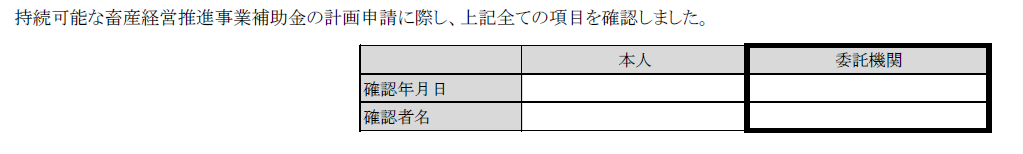 持続可能な畜産経営推進事業補助金の計画申請に際し、上記全ての項目を確認しました。
本人 委託機関
確認年月日
確認者名